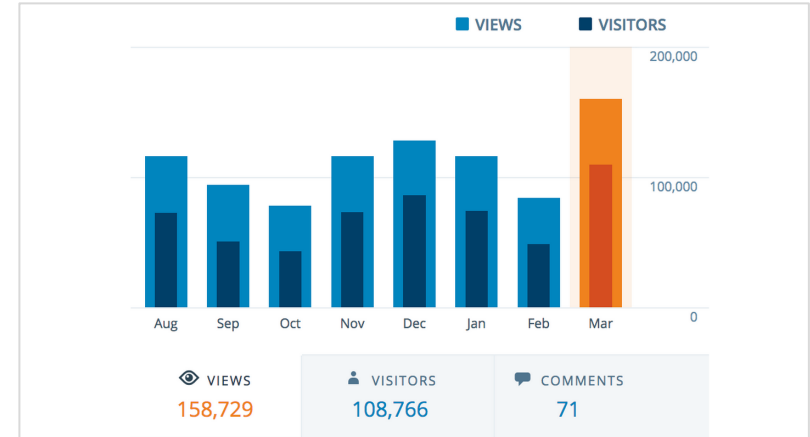 VIEWS VISITORS
200,000
100,000
0
Aug Sep Oct Nov Dec Jan Feb Mar
VIEWS VISITORS COMMENTS
158,729 108,766 71